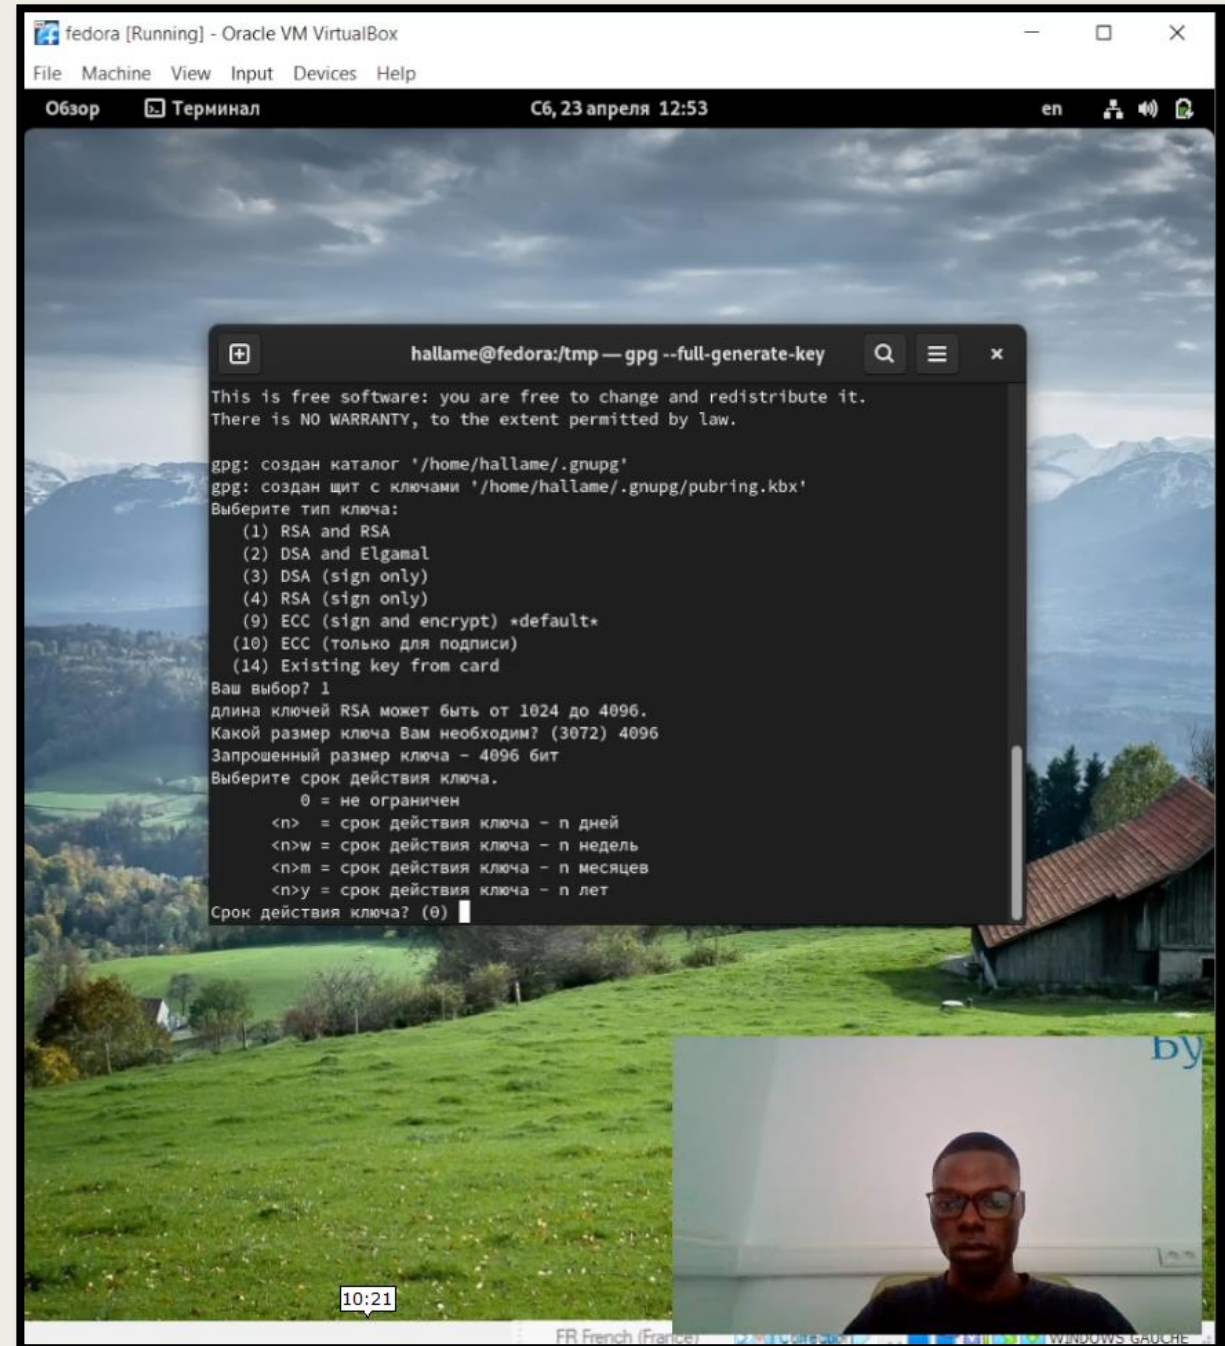 fedora [Running] - Oracle VM VirtualBox
File Machine View Input Devices Help
Обзор Терминал Сб, 23 апреля 12:53 en
hallame@fedora:/tmp — gpg --full-generate-key
This is free software: you are free to change and redistribute it.
There is NO WARRANTY, to the extent permitted by law.
gpg: создан каталог '/home/hallame/.gnupg'
gpg: создан щит с ключами '/home/hallame/.gnupg/pubring.kbx'
Выберите тип ключа:
(1) RSA and RSA
(2) DSA and Elgamal
(3) DSA (sign only)
(4) RSA (sign only)
(9) ECC (sign and encrypt) *default*
(10) ECC (только для подписи)
(14) Existing key from card
Ваш выбор? 1
длина ключей RSA может быть от 1024 до 4096.
Какой размер ключа Вам необходим? (3072) 4096
Запрошенный размер ключа - 4096 бит
Выберите срок действия ключа.
0 = не ограничен
<n> = срок действия ключа - n дней
<n>w = срок действия ключа - n недель
<n>m = срок действия ключа - n месяцев
<n>y = срок действия ключа - n лет
Срок действия ключа? (0)
by
10:21
FR French (France) WINDOWS GAUCHE